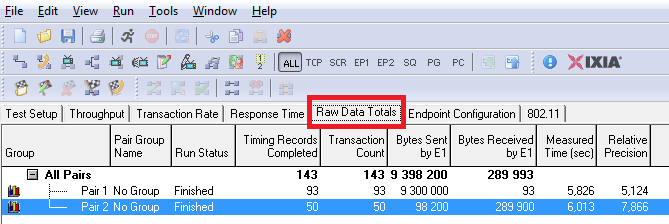 File Edit View Run Tools Window Help
ALL TCP SCR EP1 EP2 SQ PG PC IXIA
Test Setup Throughput Transaction Rate Response Time Raw Data Totals Endpoint Configuration 802.11
Group Pair Group Name Run Status Timing Records Completed Transaction Count Bytes Sent by E1 Bytes Received by E1 Measured Time (sec) Relative Precision
All Pairs 143 143 9 398 200 289 993
Pair 1 No Group Finished 93 93 9 300 000 93 5,826 5,124
Pair 2 No Group Finished 50 50 98 200 289 900 6,013 7,866